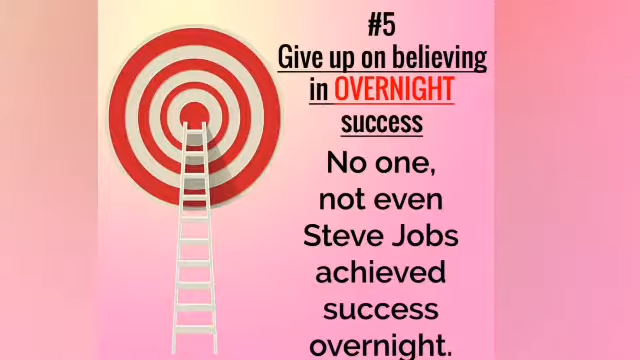 #5
Give up on believing
in OVERNIGHT
success
No one,
not even
Steve Jobs
achieved
success
overnight.